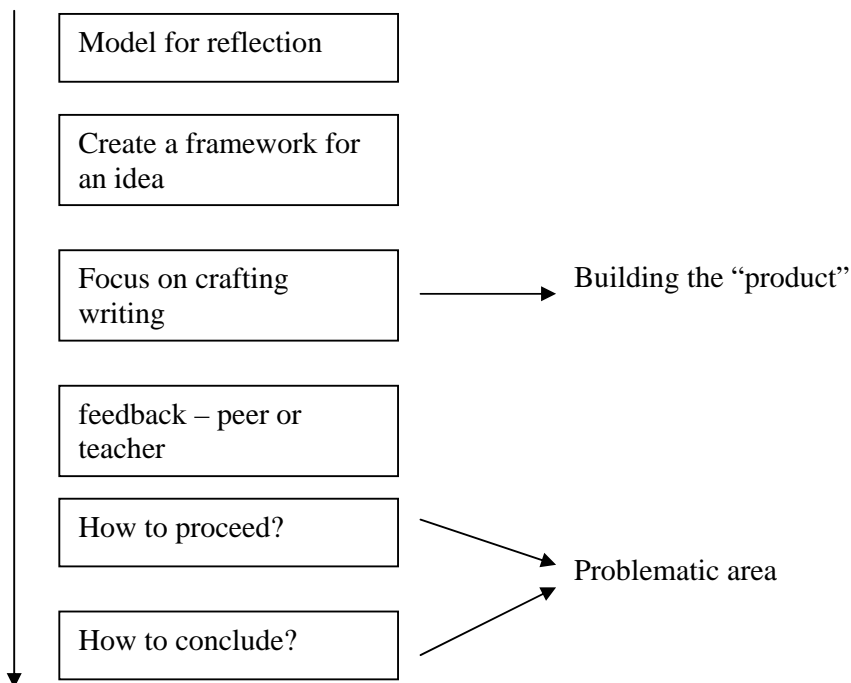 Model for reflection
Create a framework for
an idea
Focus on crafting
writing
Building the “product”
feedback – peer or
teacher
How to proceed?
Problematic area
How to conclude?